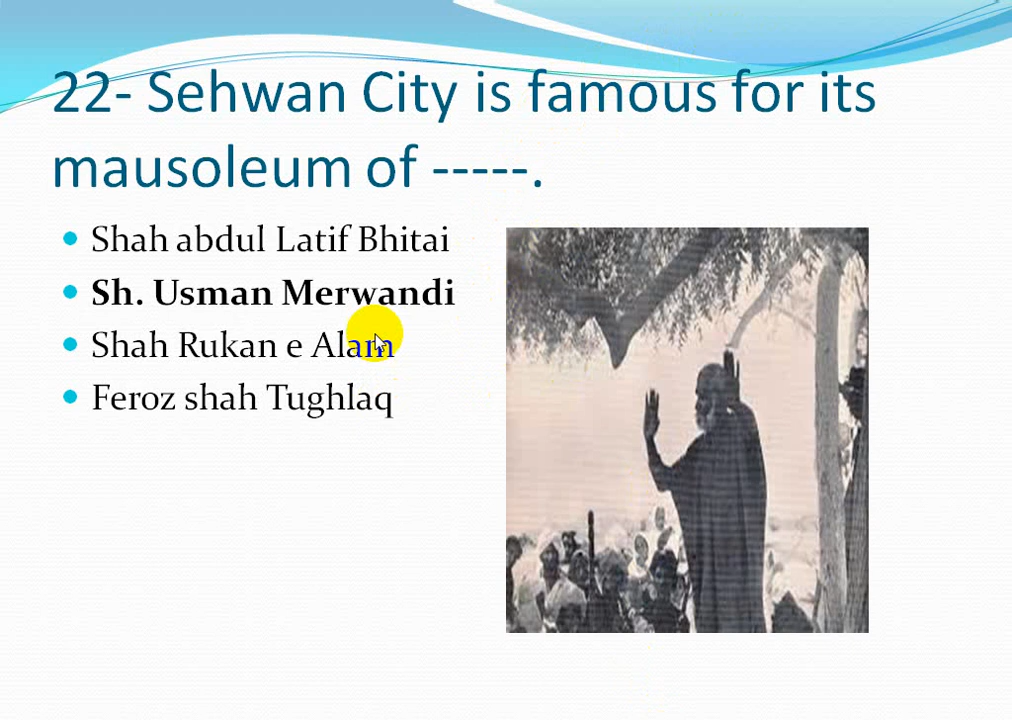 22- Sehwan City is famous for its
mausoleum of -----.
Shah abdul Latif Bhitai
Sh. Usman Merwandi
Shah Rukan e Alam
Feroz shah Tughlaq